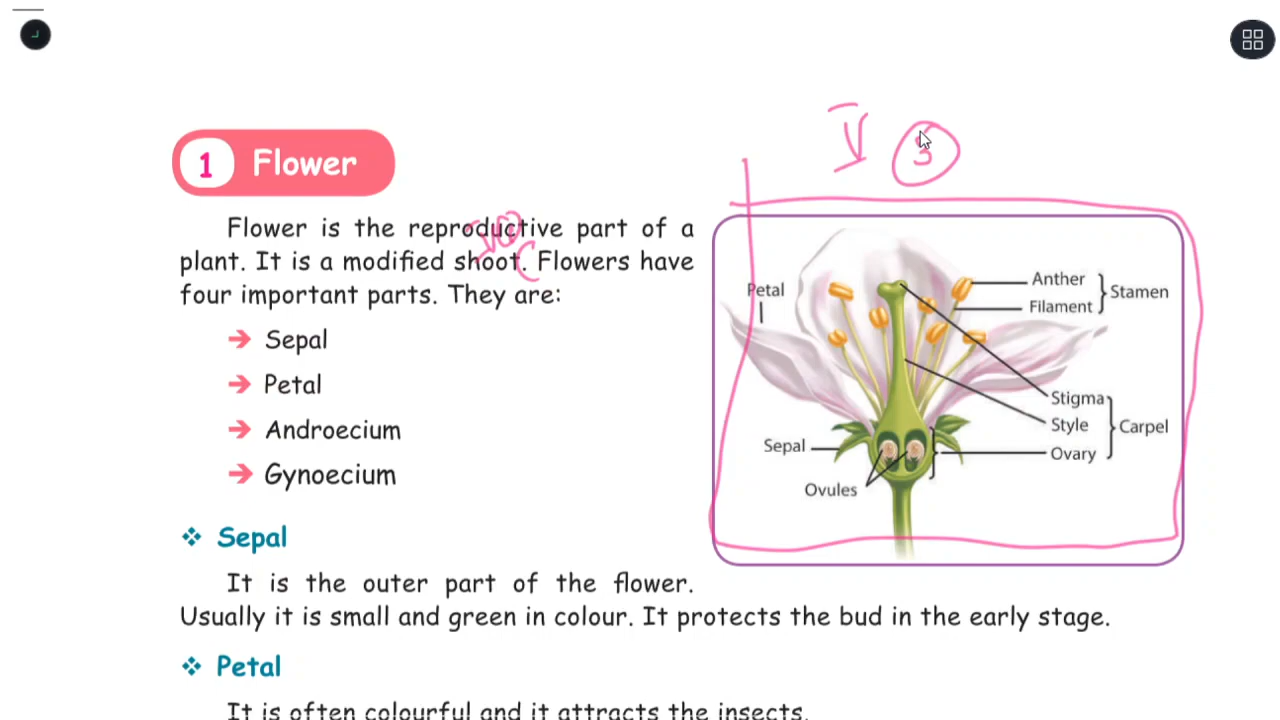 1 Flower
Flower is the reproductive part of a
plant. It is a modified shoot. Flowers have
four important parts. They are:
→ Sepal
→ Petal
→ Androecium
→ Gynoecium
❖ Sepal
It is the outer part of the flower.
Usually it is small and green in colour. It protects the bud in the early stage.
❖ Petal
It is often colourful and it attracts the insects.
Petal
Anther
Filament
Stamen
Stigma
Style
Ovary
Carpel
Sepal
Ovules